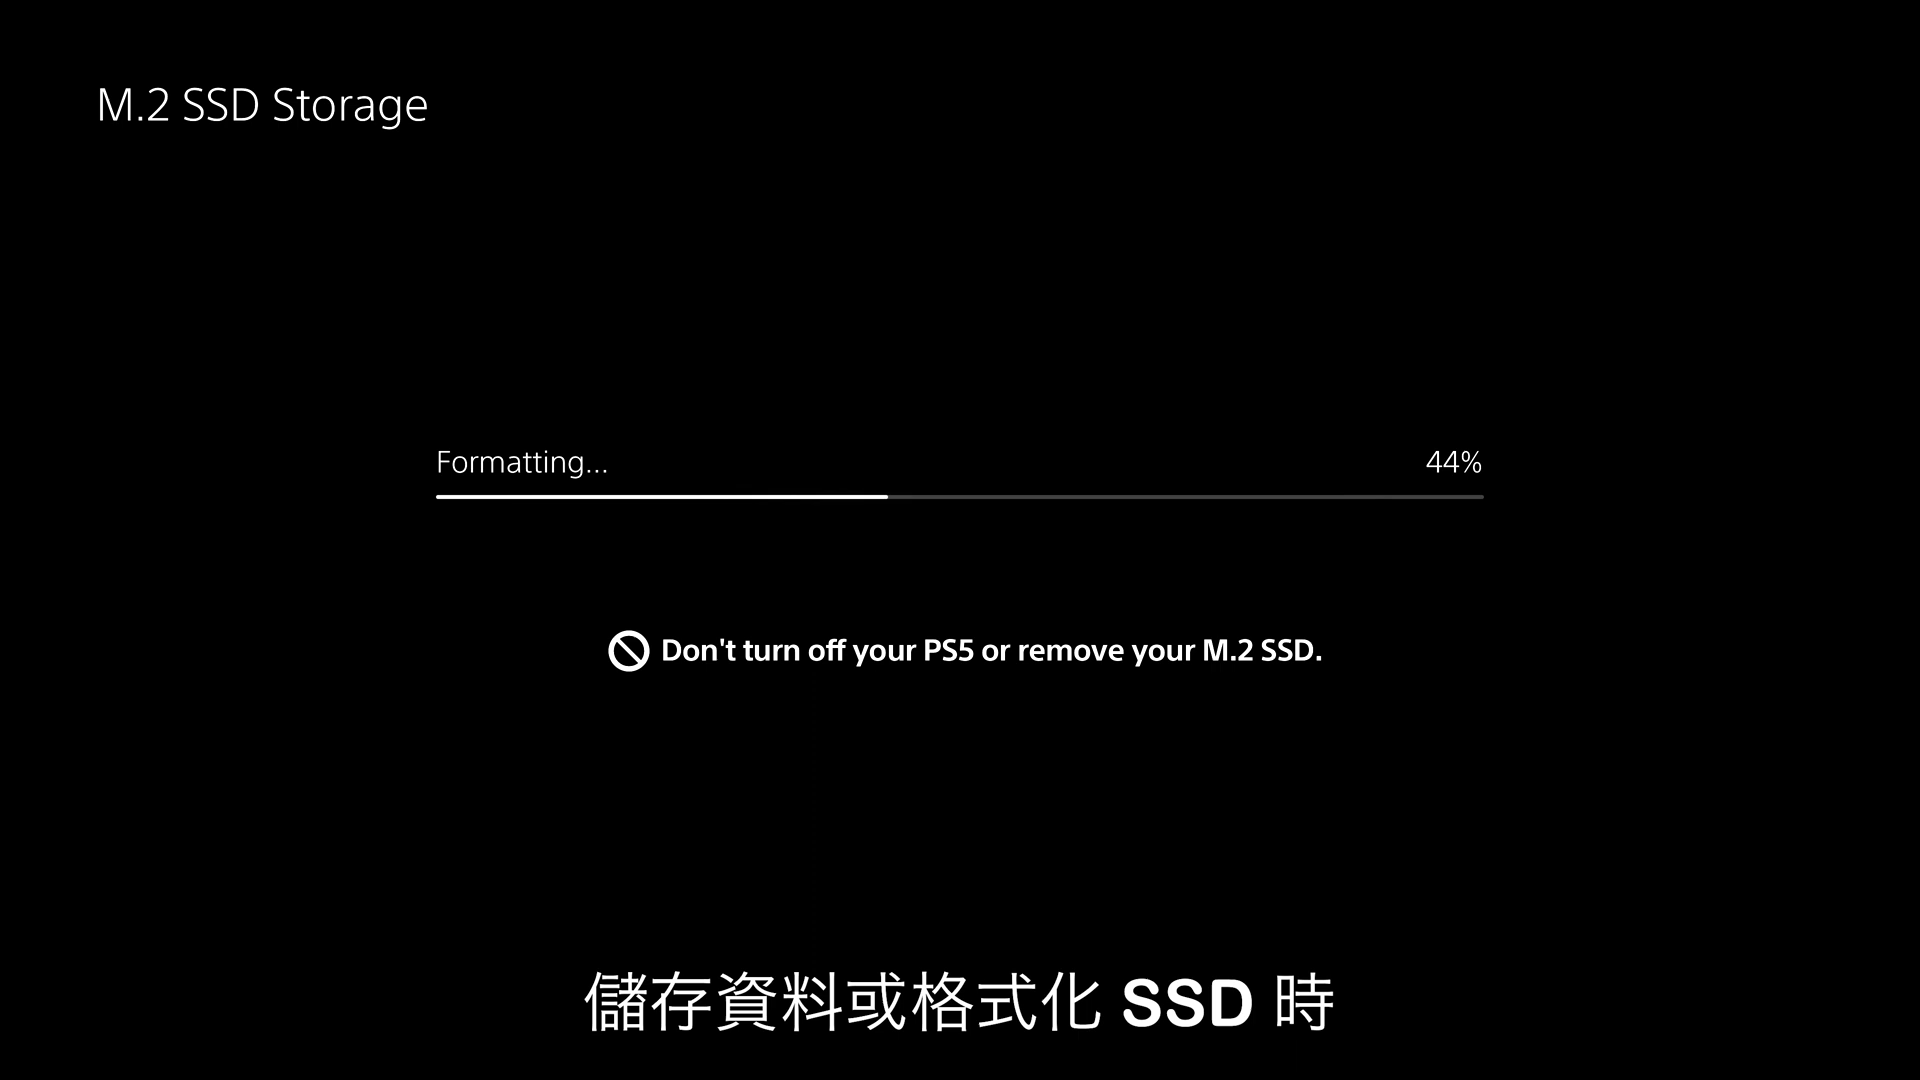 M.2 SSD Storage
Formatting... 44%
Don't turn off your PS5 or remove your M.2 SSD.
儲存資料或格式化 SSD 時